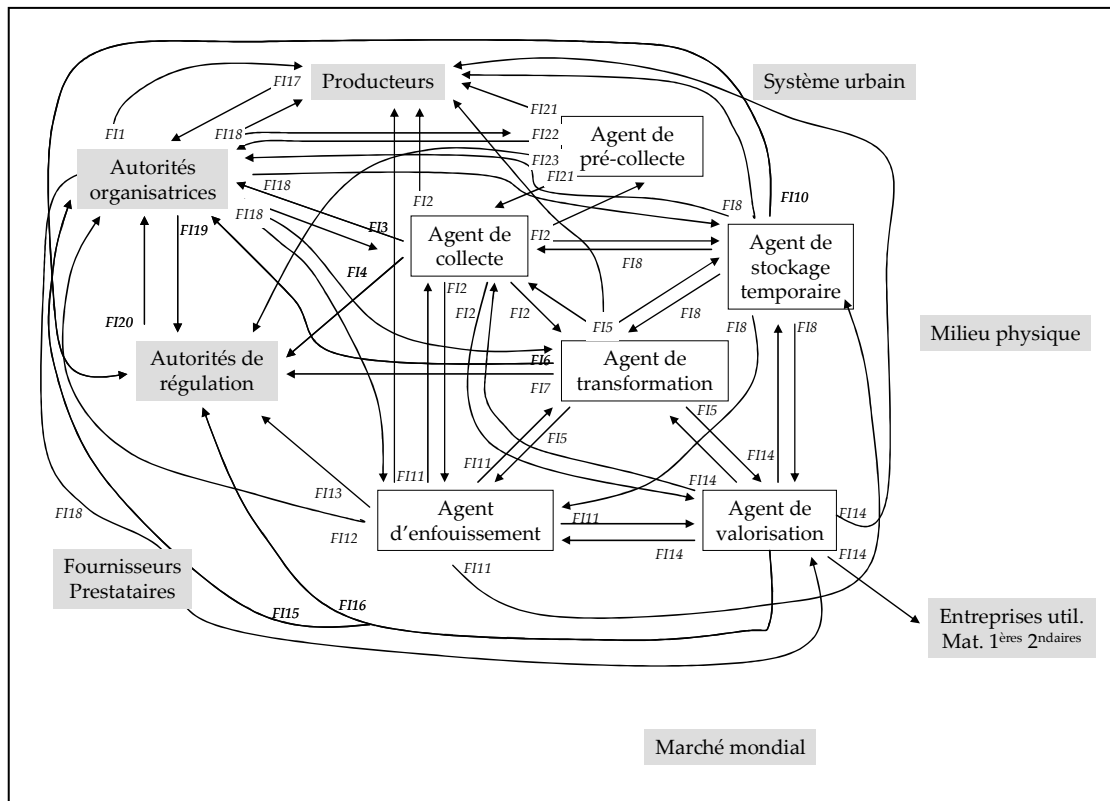 Producteurs
Système urbain
FI17
FI1
FI18
FI21
FI22
FI23
Agent de
pré-collecte
Autorités
organisatrices
FI18
FI18
FI21
FI2
FI3
FI8
FI10
FI19
FI4
Agent de
collecte
FI2
FI8
Agent de
stockage
temporaire
FI20
FI2
FI2
FI2
FI5
FI8
FI8
FI8
Milieu physique
Autorités de
régulation
FI6
FI7
Agent de
transformation
FI5
FI5
FI11
FI11
FI14
FI14
FI13
FI12
FI18
Agent
d'enfouissement
FI11
FI14
Agent de
valorisation
FI14
FI14
FI11
Fournisseurs
Prestataires
FI15
FI16
Entreprises util.
Mat. 1ères 2ndaires
Marché mondial